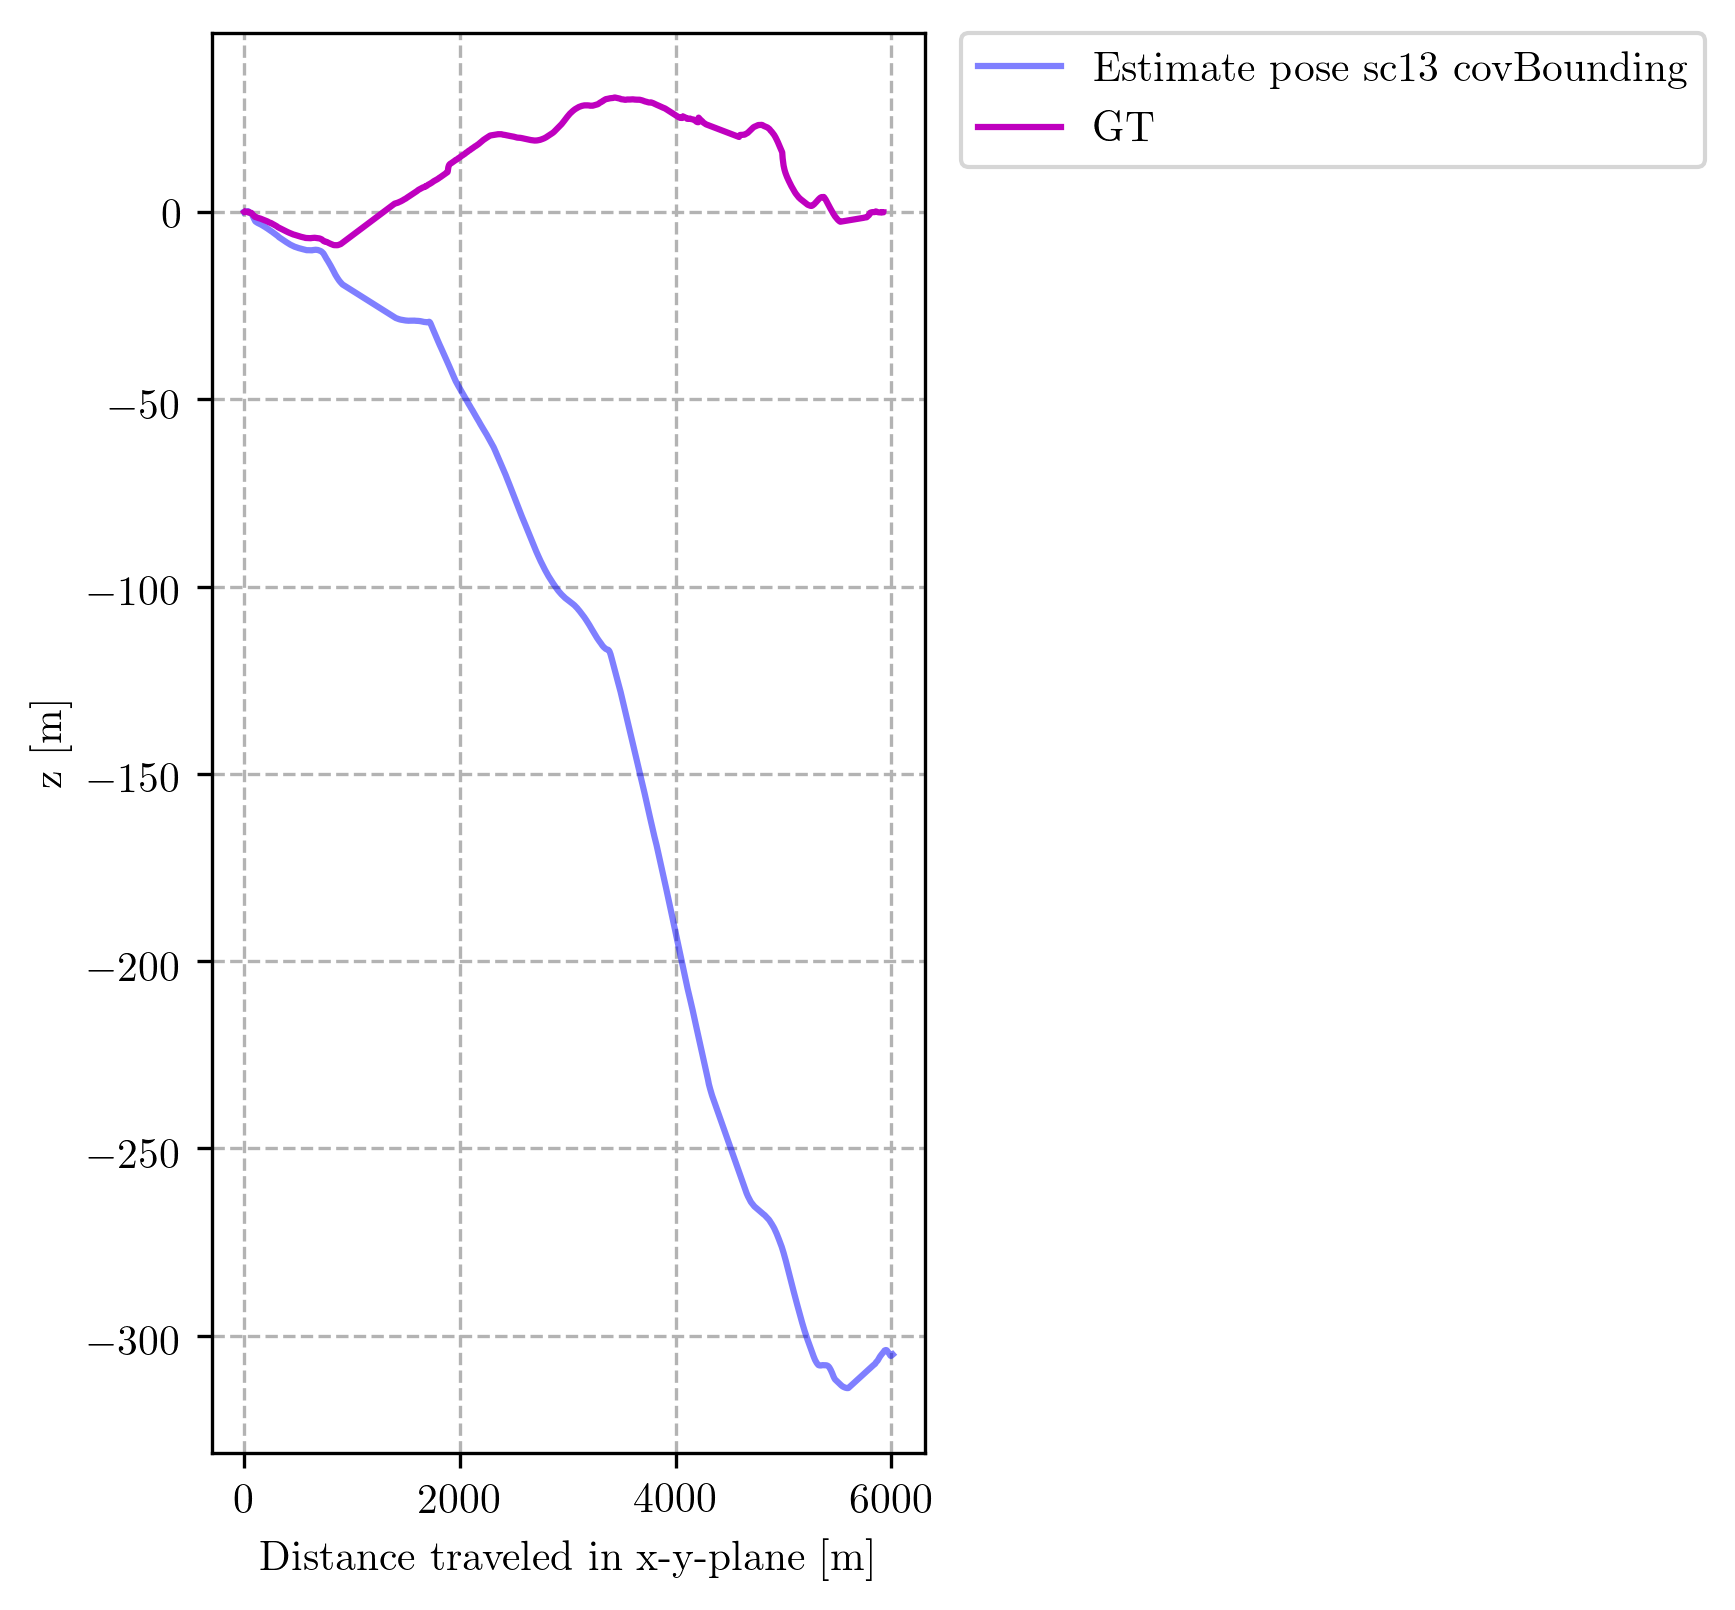 Estimate pose sc13 covBounding
GT
0
−50
−100
−150
−200
−250
−300
z [m]
0 2000 4000 6000
Distance traveled in x-y-plane [m]